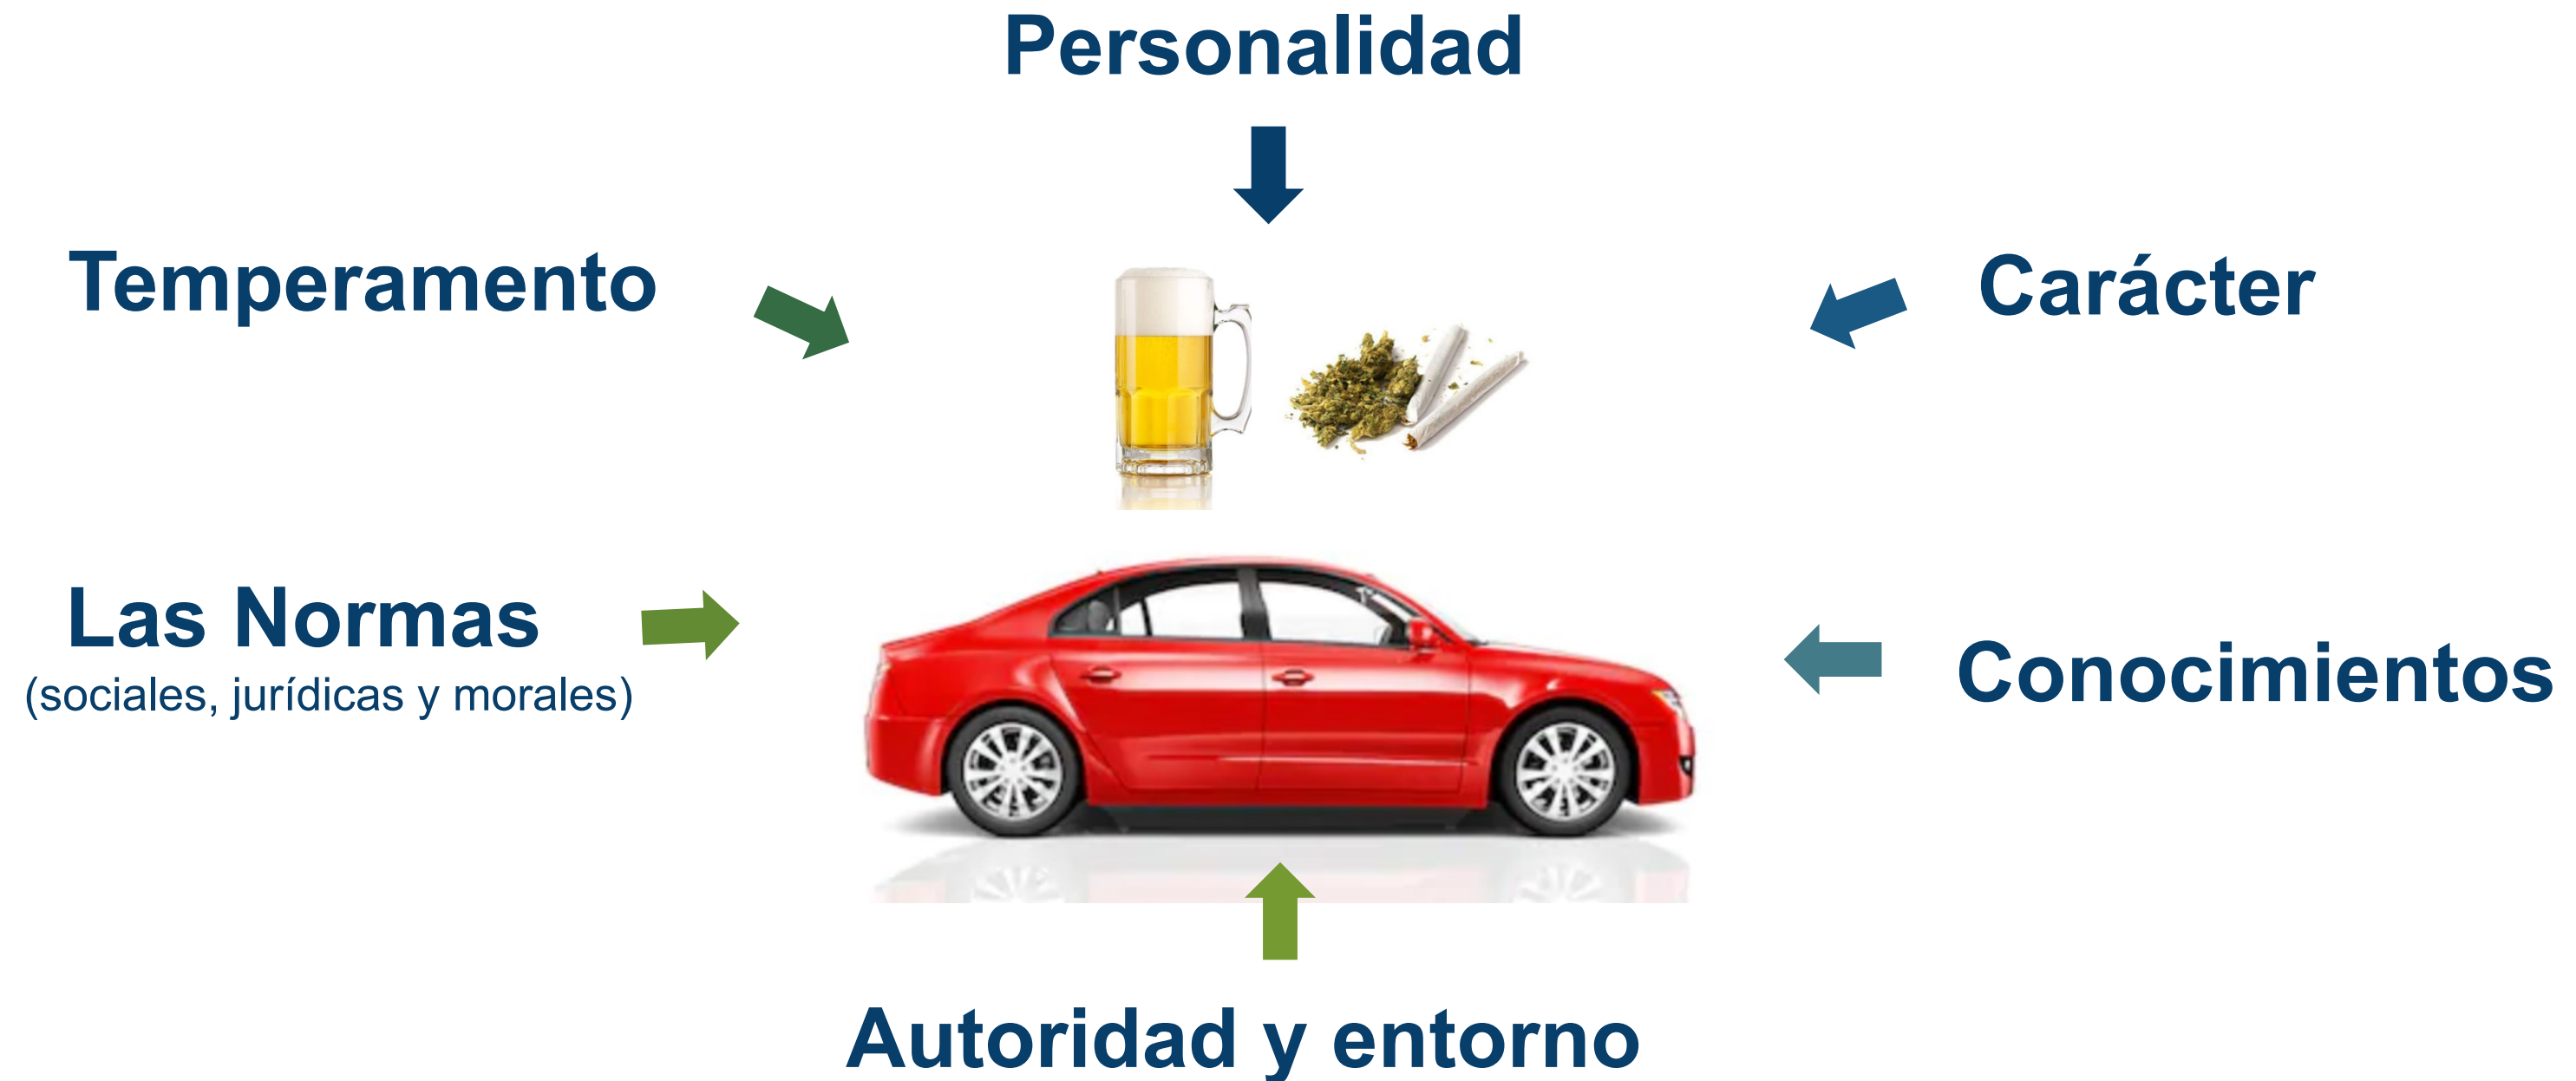 Personalidad
Temperamento
Carácter
Las Normas
(sociales, jurídicas y morales)
Conocimientos
Autoridad y entorno